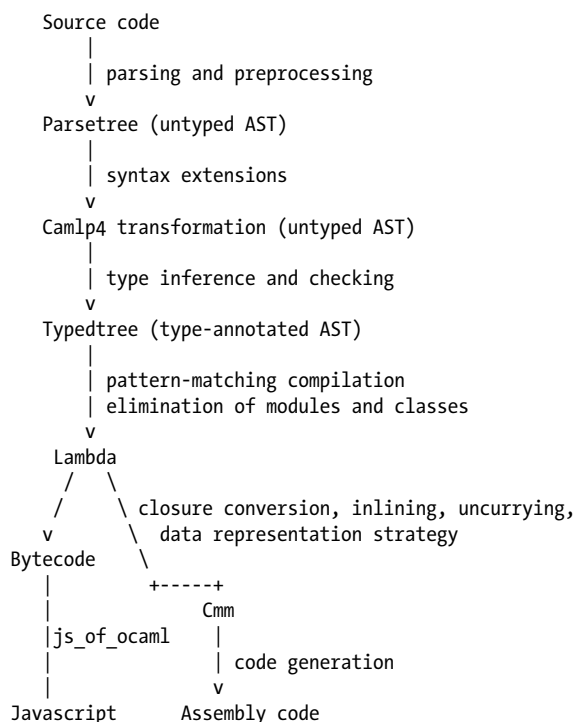 Source code
|
| parsing and preprocessing
v
Parsetree (untyped AST)
|
| syntax extensions
v
Camlp4 transformation (untyped AST)
|
| type inference and checking
v
Typedtree (type-annotated AST)
|
| pattern-matching compilation
| elimination of modules and classes
v
Lambda
/ \
/ \ closure conversion, inlining, uncurrying,
v \ data representation strategy
Bytecode \
| +-----+
| Cmm
|js_of_ocaml |
| | code generation
| v
Javascript Assembly code